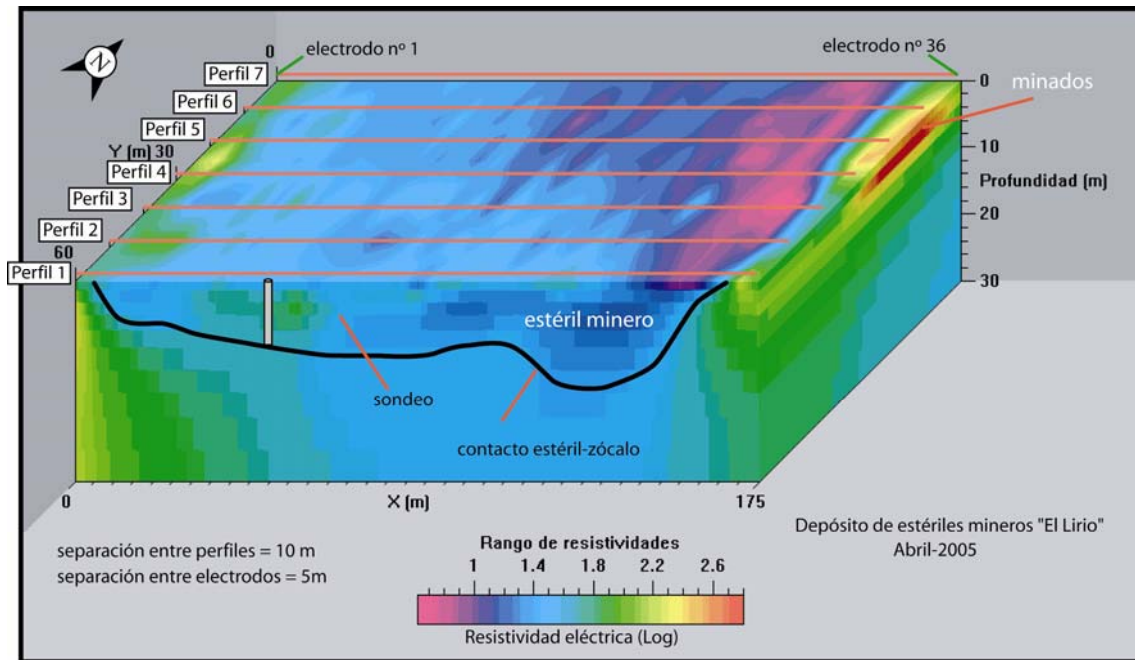 N
0
electrodo nº 1
electrodo nº 36
Perfil 7
0
minados
Perfil 6
Perfil 5
10
Y (m) 30
Perfil 4
Profundidad (m)
Perfil 3
20
Perfil 2
60
Perfil 1
30
estéril minero
sondeo
contacto estéril-zócalo
0
X (m)
175
separación entre perfiles = 10 m
separación entre electrodos = 5m
Depósito de estériles mineros "El Lirio"
Abril-2005
Rango de resistividades
1 1.4 1.8 2.2 2.6
Resistividad eléctrica (Log)